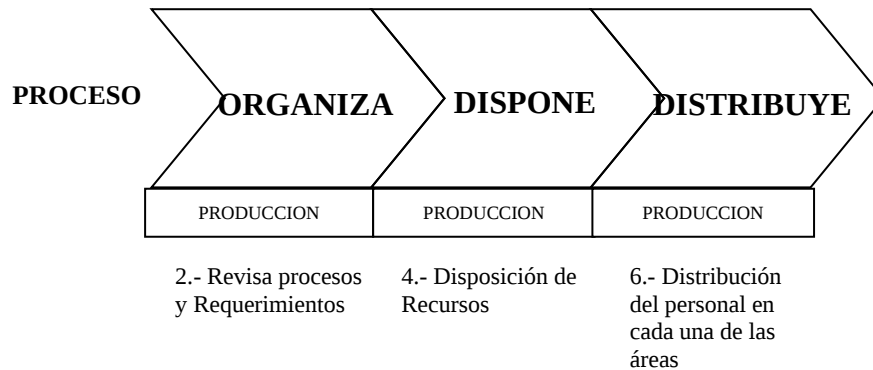 PROCESO
ORGANIZA
DISPONE
DISTRIBUYE
PRODUCCION
PRODUCCION
PRODUCCION
2.- Revisa procesos
y Requerimientos
4.- Disposición de
Recursos
6.- Distribución
del personal en
cada una de las
áreas